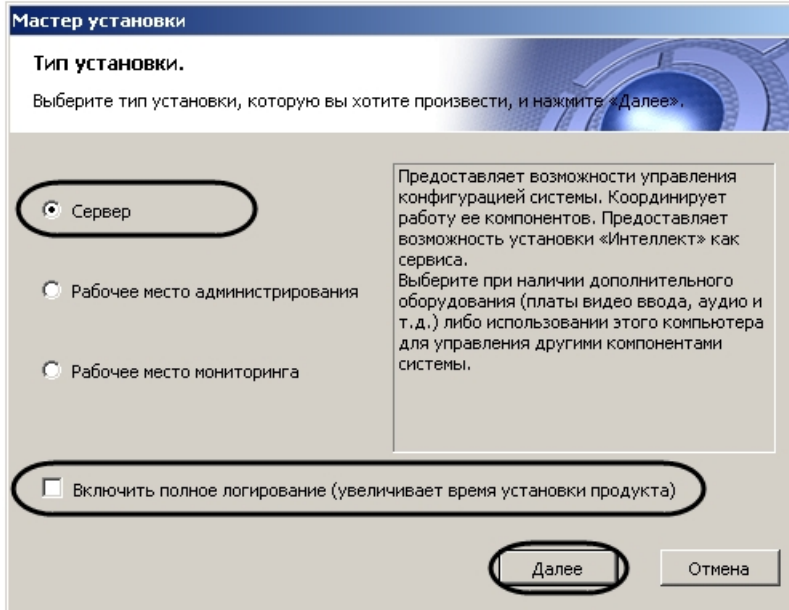 Мастер установки
Тип установки.
Выберите тип установки, которую вы хотите произвести, и нажмите «Далее».
Сервер
Рабочее место администрирования
Рабочее место мониторинга
Предоставляет возможности управления
конфигурацией системы. Координирует
работу ее компонентов. Предоставляет
возможность установки «Интеллект» как
сервиса.
Выберите при наличии дополнительного
оборудования (платы видео ввода, аудио и
т.д.) либо использовании этого компьютера
для управления другими компонентами
системы.
Включить полное логирование (увеличивает время установки продукта)
Далее
Отмена